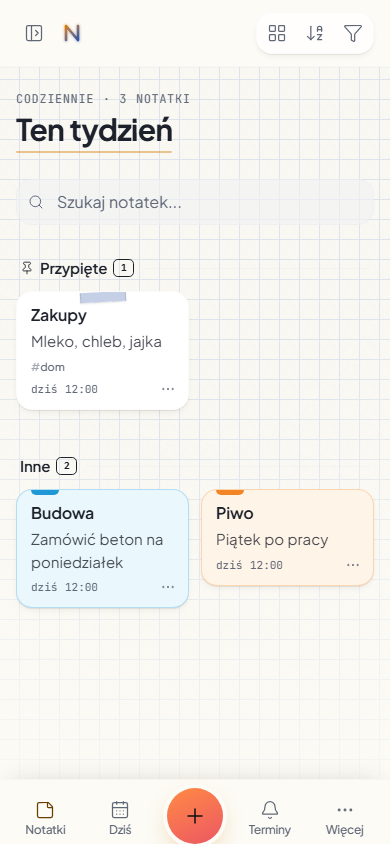 N
CODZIENNIE · 3 NOTATKI
Ten tydzień
Szukaj notatek...
Przypięte 1
Zakupy
Mleko, chleb, jajka
#dom
dziś 12:00
Inne 2
Budowa
Zamówić beton na
poniedziałek
dziś 12:00
Piwo
Piątek po pracy
dziś 12:00
Notatki
Dziś
Terminy
Więcej